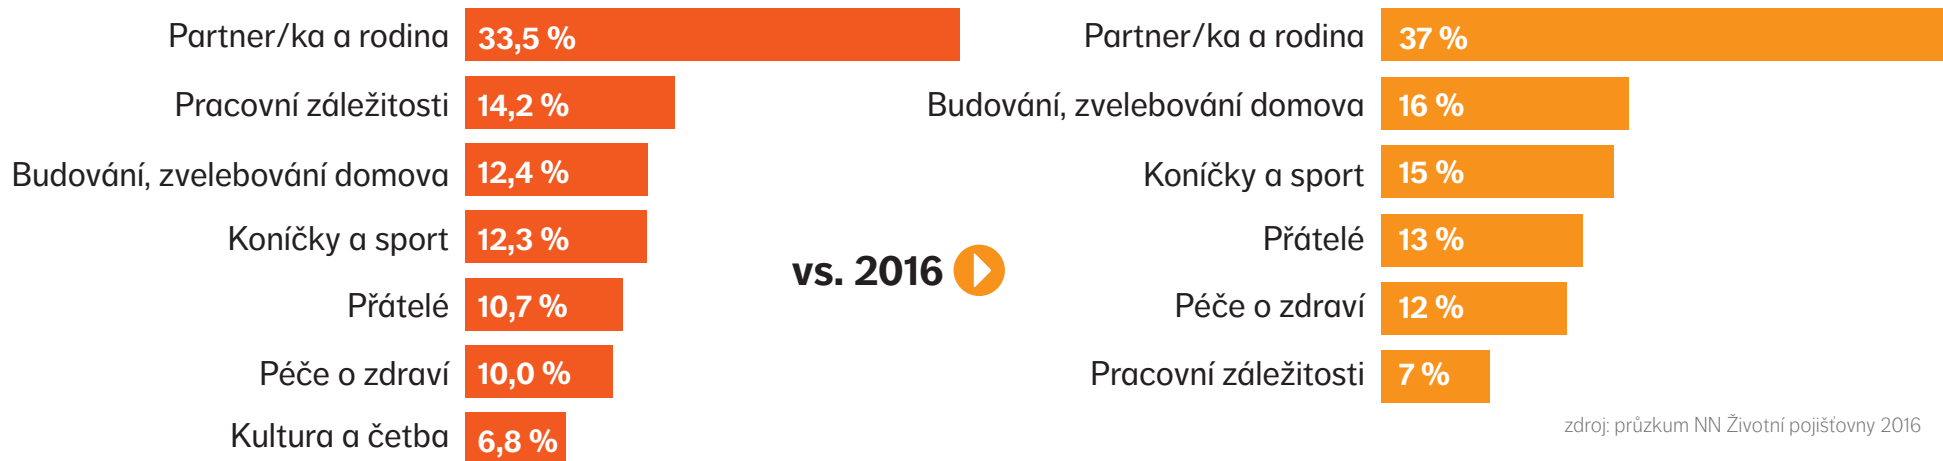 Partner/ka a rodina 33,5 %
Pracovní záležitosti 14,2 %
Budování, zvelebování domova 12,4 %
Koníčky a sport 12,3 %
Přátelé 10,7 %
Péče o zdraví 10,0 %
Kultura a četba 6,8 %
vs. 2016
Partner/ka a rodina 37 %
Budování, zvelebování domova 16 %
Koníčky a sport 15 %
Přátelé 13 %
Péče o zdraví 12 %
Pracovní záležitosti 7 %
zdroj: průzkum NN Životní pojišťovny 2016